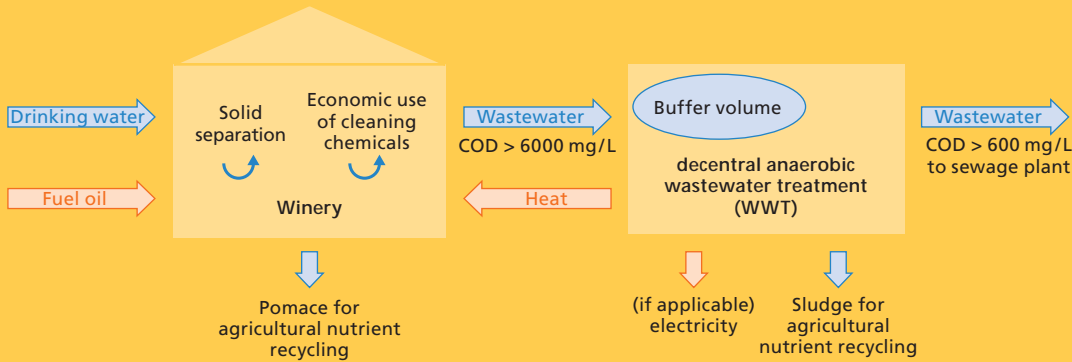 Drinking water
Fuel oil
Solid
separation
Economic use
of cleaning
chemicals
Winery
Pomace for
agricultural nutrient
recycling
Wastewater
COD > 6000 mg/L
Heat
Buffer volume
decentral anaerobic
wastewater treatment
(WWT)
(if applicable)
electricity
Sludge for
agricultural
nutrient recycling
Wastewater
COD > 600 mg/L
to sewage plant